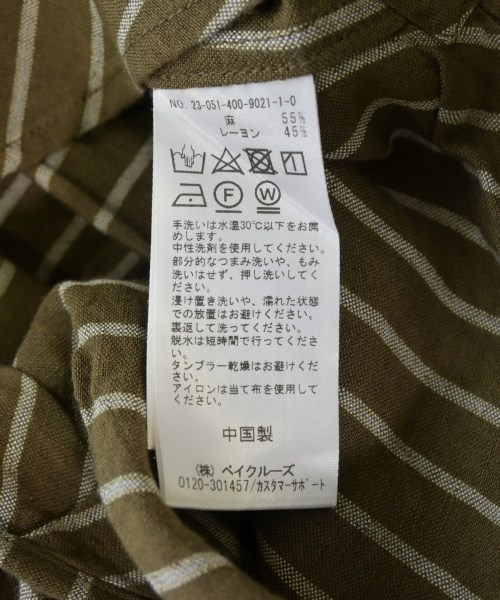 NO. 23-051-400-9021-1-0
麻 55%
レーヨン 45%
F W
手洗いは水温30℃以下をお薦
めします。
中性洗剤を使用してください。
部分的なつまみ洗いや、もみ
洗いはせず、押し洗いしてく
ださい。
浸け置き洗いや、濡れた状態
での放置はお避けください。
裏返して洗ってください。
脱水は短時間で行ってください。
タンブラー乾燥はお避けくださ
い。
アイロンは当て布を使用してく
ださい。
中国製
(株) ベイクルーズ
0120-301457/カスタマーサポート